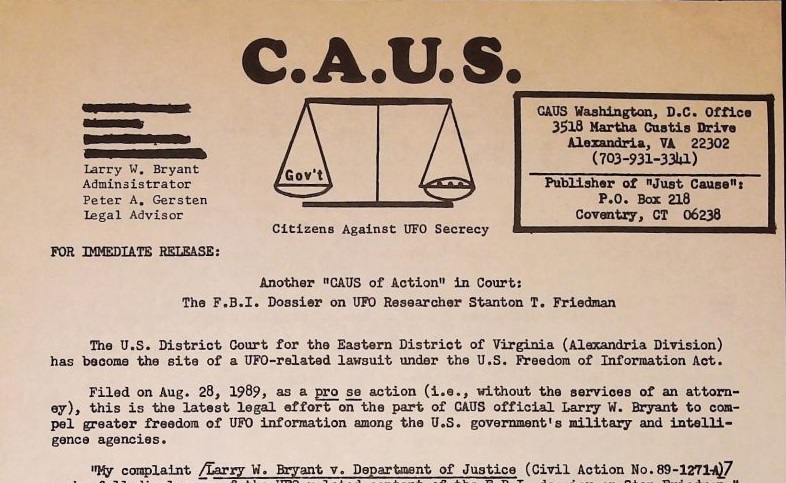 C.A.U.S.
Gov't
Larry W. Bryant
Adminsistrator
Peter A. Gersten
Legal Advisor
Citizens Against UFO Secrecy
CAUS Washington, D.C. Office
3518 Martha Custis Drive
Alexandria, VA 22302
(703-931-3341)
Publisher of "Just Cause":
P.O. Box 218
Coventry, CT 06238
FOR IMMEDIATE RELEASE:
Another "CAUS of Action" in Court:
The F.B.I. Dossier on UFO Researcher Stanton T. Friedman
The U.S. District Court for the Eastern District of Virginia (Alexandria Division)
has become the site of a UFO-related lawsuit under the U.S. Freedom of Information Act.
Filed on Aug. 28, 1989, as a pro se action (i.e., without the services of an attorn-
ey), this is the latest legal effort on the part of CAUS official Larry W. Bryant to com-
pel greater freedom of UFO information among the U.S. government's military and intelli-
gence agencies.
"My complaint /Larry W. Bryant v. Department of Justice (Civil Action No.89-1271-A)7